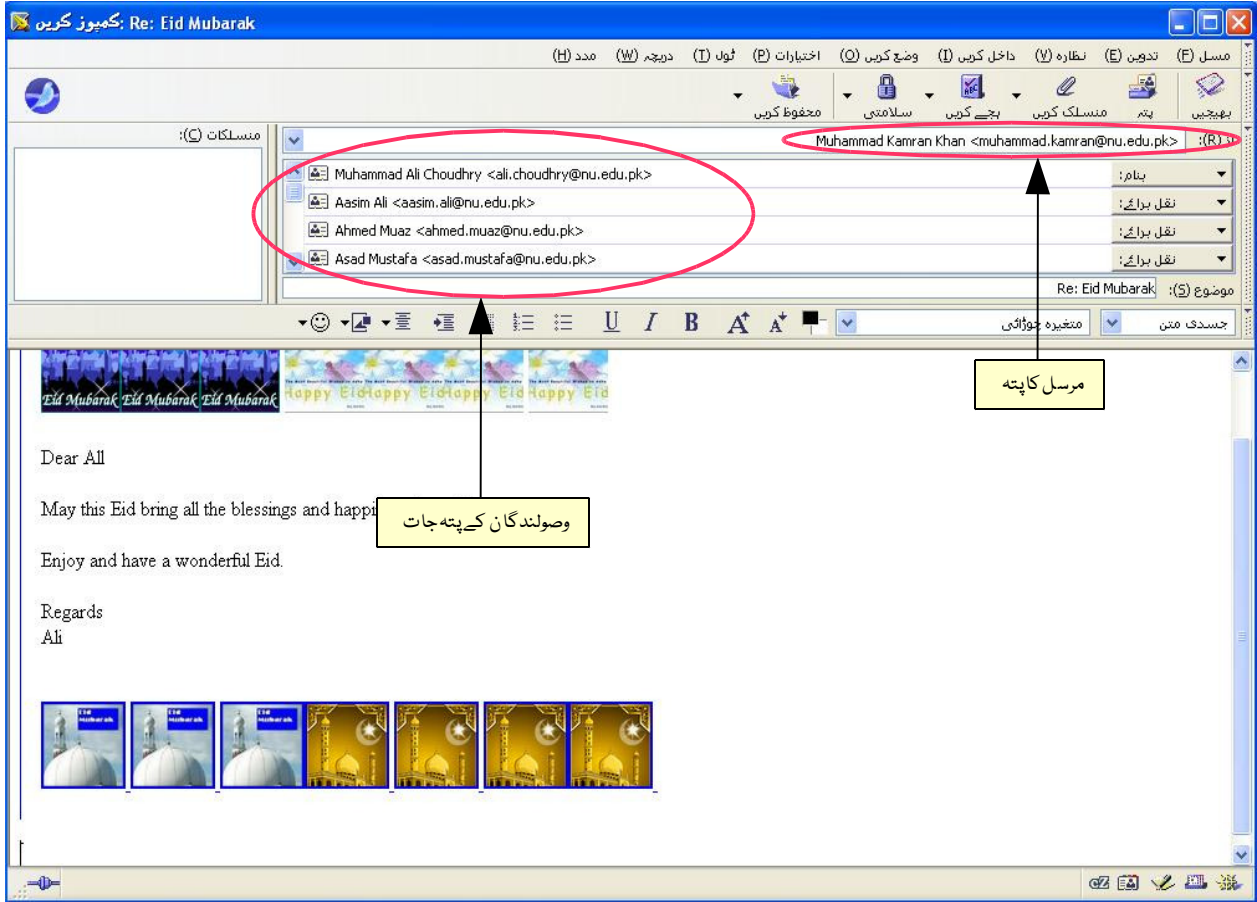 کمپوز کریں: Re: Eid Mubarak
مسل (F) تدوین (E) نظارہ (V) داخل کریں (I) وضع کریں (O) اختیارات (P) ٹول (T) دریچہ (W) مدد (H)
بھیجیں پتہ منسلک کریں ہجے کریں سلامتی محفوظ کریں
(R): Muhammad Kamran Khan <muhammad.kamran@nu.edu.pk>
منسلکات (C):
بنام: Muhammad Ali Choudhry <ali.choudhry@nu.edu.pk>
نقل برائے: Aasim Ali <aasim.ali@nu.edu.pk>
نقل برائے: Ahmed Muaz <ahmed.muaz@nu.edu.pk>
نقل برائے: Asad Mustafa <asad.mustafa@nu.edu.pk>
موضوع (S): Re: Eid Mubarak
جسدی متن متغیرہ چوڑائی A A B I U
مرسل کا پتہ
Eid Mubarak Eid Mubarak Eid Mubarak Happy Eid Happy Eid Happy Eid
Dear All
May this Eid bring all the blessings and
وصولندگان کے پتہ جات
Enjoy and have a wonderful Eid.
Regards
Ali
Eid Mubarak Eid Mubarak Eid Mubarak